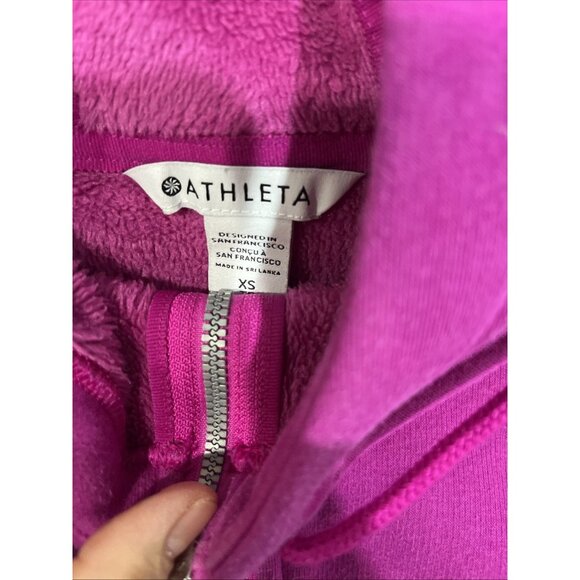 ATHLETA
DESIGNED IN
SAN FRANCISCO
CONÇU À
SAN FRANCISCO
MADE IN SRI LANKA
XS